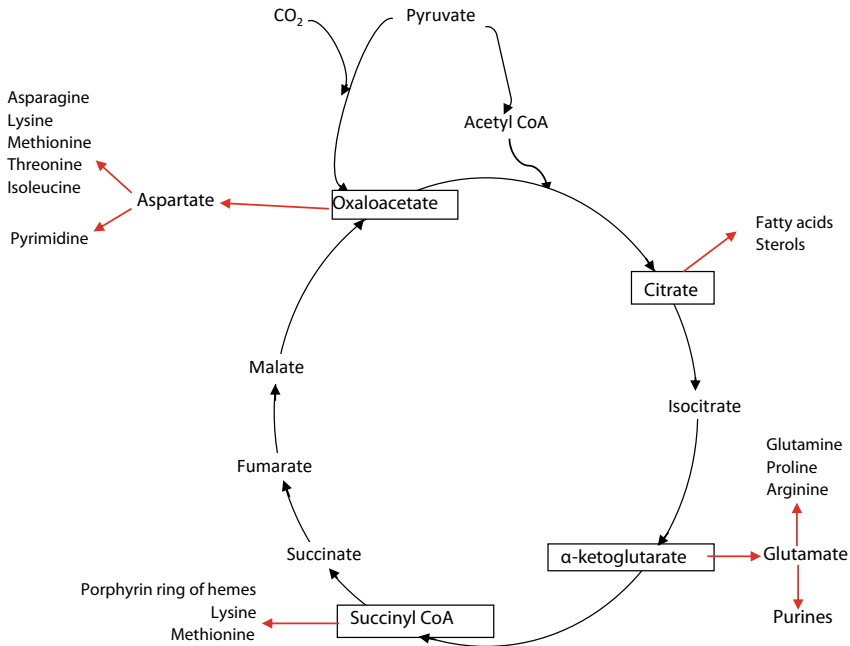 CO₂
Pyruvate
Asparagine
Lysine
Methionine
Threonine
Isoleucine
Acetyl CoA
Aspartate
Oxaloacetate
Pyrimidine
Fatty acids
Sterols
Citrate
Malate
Isocitrate
Fumarate
Glutamine
Proline
Arginine
Succinate
α-ketoglutarate
Glutamate
Porphyrin ring of hemes
Lysine
Methionine
Succinyl CoA
Purines